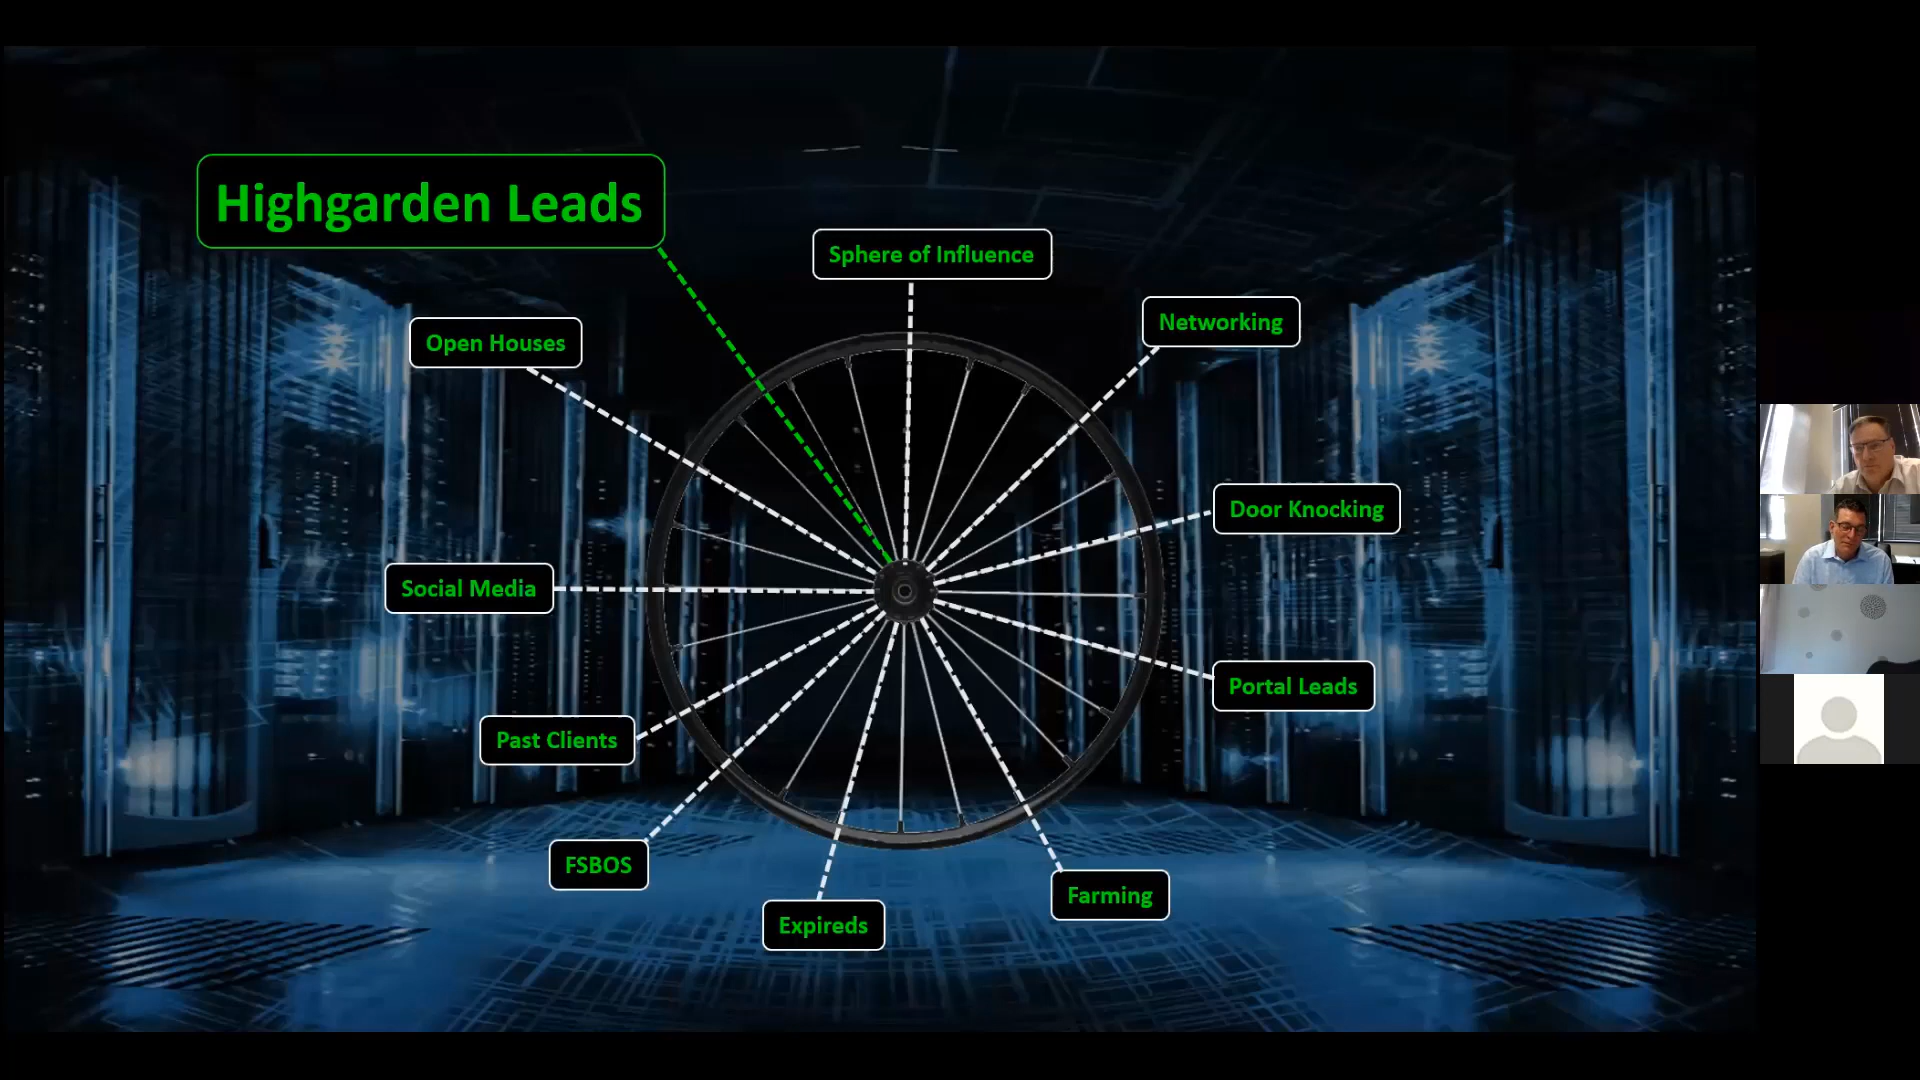 Highgarden Leads
Sphere of Influence
Networking
Open Houses
Door Knocking
Social Media
Portal Leads
Past Clients
FSBOS
Farming
Expireds